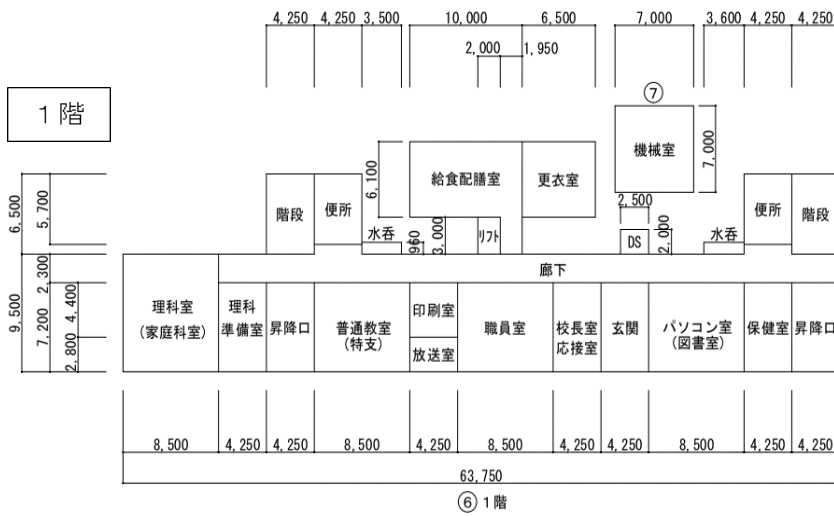 4,250 4,250 3,500 10,000 6,500 7,000 3,600 4,250 4,250
2,000 1,950
1階
⑦
機械室
7,000
6,100
給食配膳室
更衣室
2,500
6,500
5,700
階段
便所
水呑
960
3,000
リフト
DS
2,000
水呑
便所
階段
9,500
2,300
7,200
4,400
2,800
廊下
理科室
(家庭科室)
理科
準備室
昇降口
普通教室
(特支)
印刷室
放送室
職員室
校長室
応接室
玄関
パソコン室
(図書室)
保健室
昇降口
8,500 4,250 4,250 8,500 4,250 8,500 4,250 4,250 8,500 4,250 4,250
63,750
⑥1階